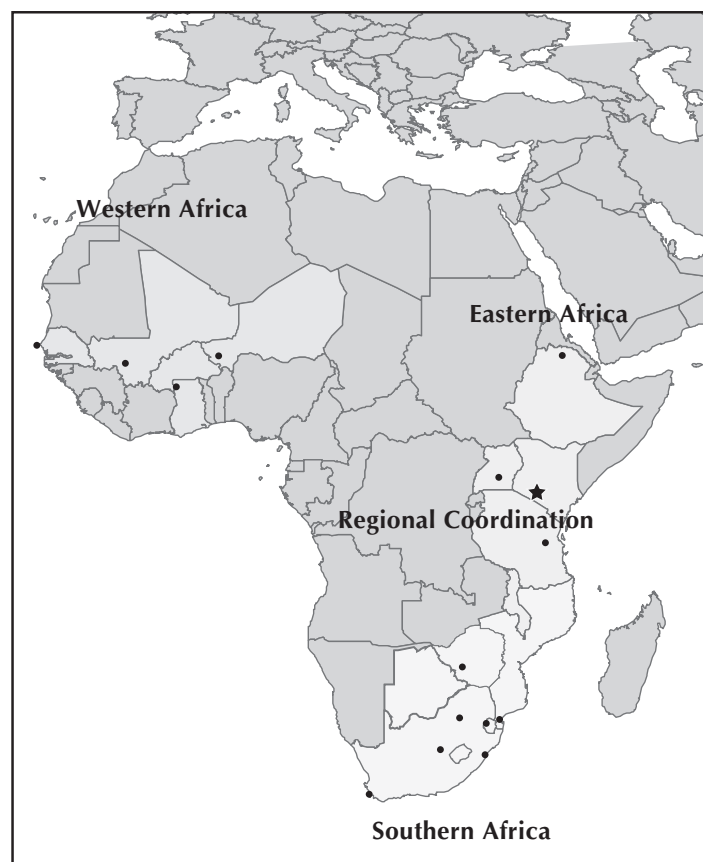 Western Africa
Eastern Africa
Regional Coordination
Southern Africa